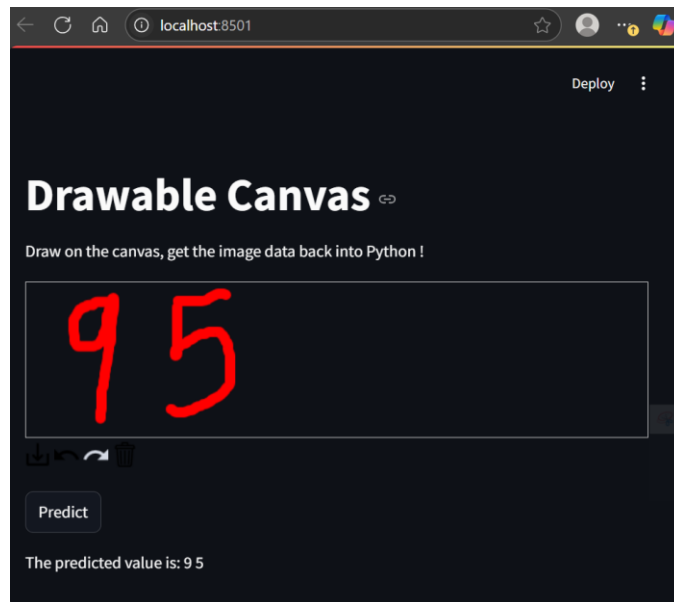 localhost:8501
Deploy
Drawable Canvas
Draw on the canvas, get the image data back into Python !
9 5
Predict
The predicted value is: 9 5